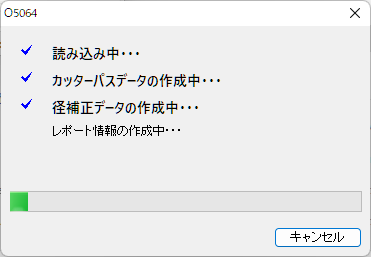 O5064
読み込み中･･･
カッターパスデータの作成中･･･
径補正データの作成中･･･
レポート情報の作成中･･･
キャンセル